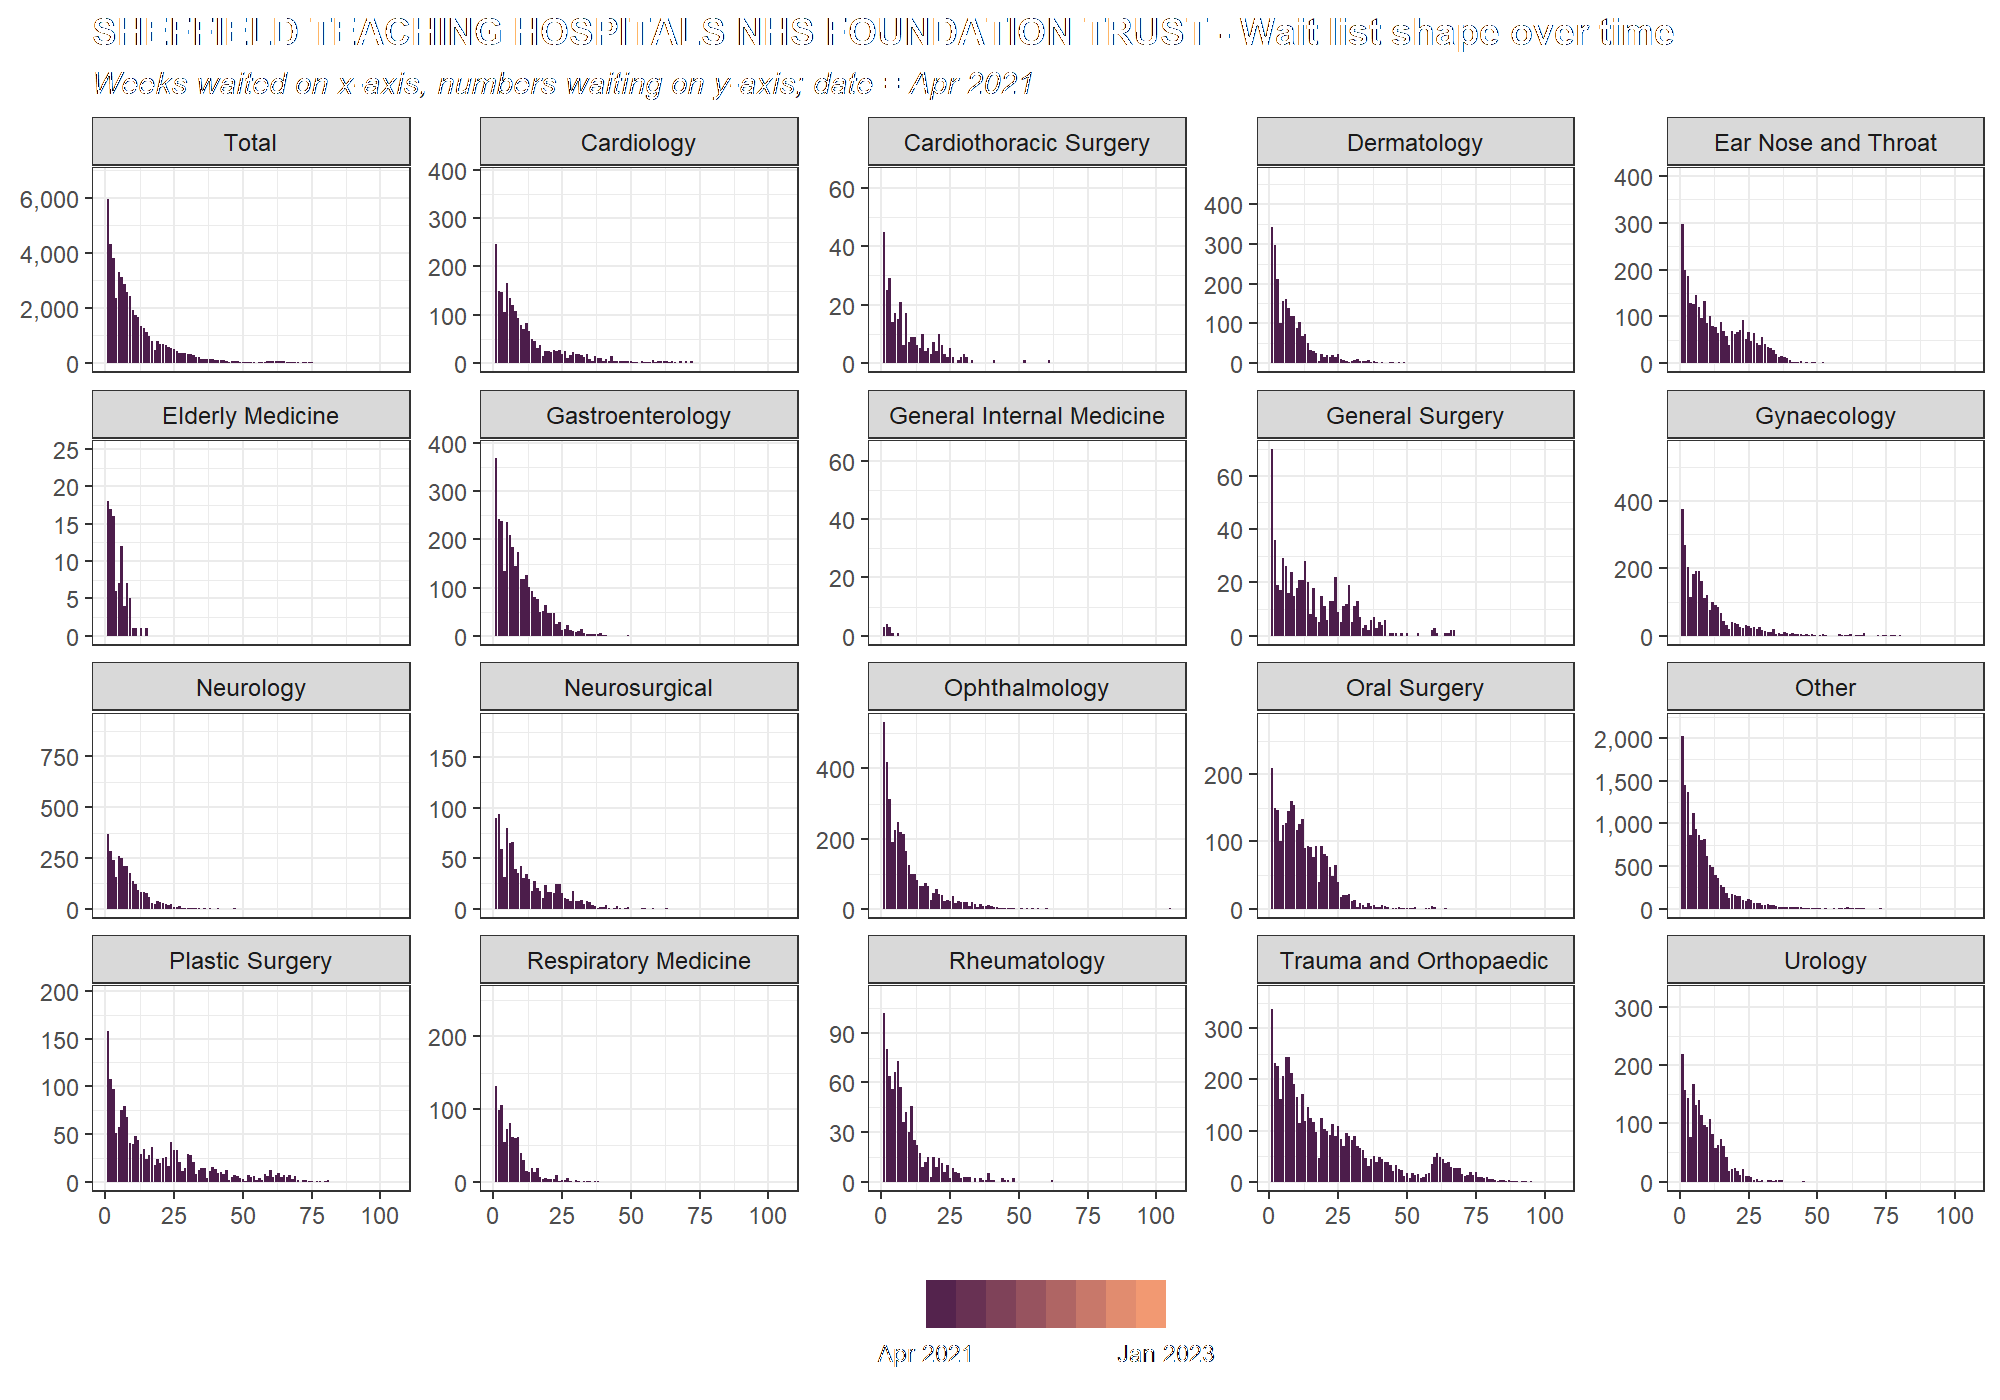 SHEFFIELD TEACHING HOSPITALS NHS FOUNDATION TRUST - Wait list shape over time
Weeks waited on x-axis, numbers waiting on y-axis; date = Apr 2021
Total
Cardiology
Cardiothoracic Surgery
Dermatology
Ear Nose and Throat
6,000
4,000
2,000
0
400
300
200
100
0
60
40
20
0
400
300
200
100
0
400
300
200
100
0
Elderly Medicine
Gastroenterology
General Internal Medicine
General Surgery
Gynaecology
25
20
15
10
5
0
400
300
200
100
0
60
40
20
0
60
40
20
0
400
200
0
Neurology
Neurosurgical
Ophthalmology
Oral Surgery
Other
750
500
250
0
150
100
50
0
400
200
0
200
100
0
2,000
1,500
1,000
500
0
Plastic Surgery
Respiratory Medicine
Rheumatology
Trauma and Orthopaedic
Urology
200
150
100
50
0
200
100
0
90
60
30
0
300
200
100
0
300
200
100
0
0 25 50 75 100
0 25 50 75 100
0 25 50 75 100
0 25 50 75 100
0 25 50 75 100
Apr 2021
Jan 2023